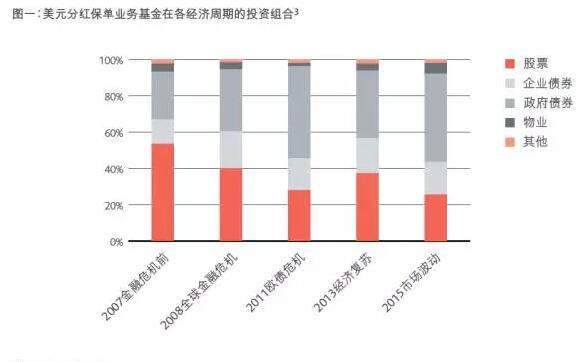 图一:美元分红保单业务基金在各经济周期的投资组合³
100%
80%
60%
40%
20%
0%
2007金融危机前
2008全球金融危机
2011欧债危机
2013经济复苏
2015市场波动
股票
企业债券
政府债券
物业
其他